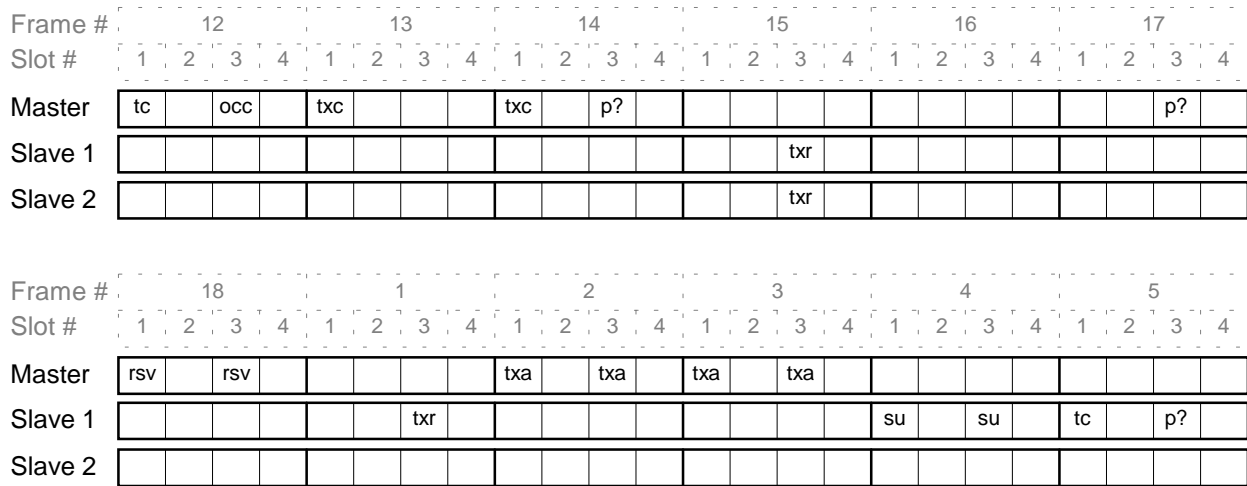 Frame # 12 13 14 15 16 17
Slot # 1 2 3 4 1 2 3 4 1 2 3 4 1 2 3 4 1 2 3 4 1 2 3 4
Master tc occ txc txc p? p?
Slave 1 txr
Slave 2 txr
Frame # 18 1 2 3 4 5
Slot # 1 2 3 4 1 2 3 4 1 2 3 4 1 2 3 4 1 2 3 4 1 2 3 4
Master rsv rsv txa txa txa txa
Slave 1 txr su su tc p?
Slave 2